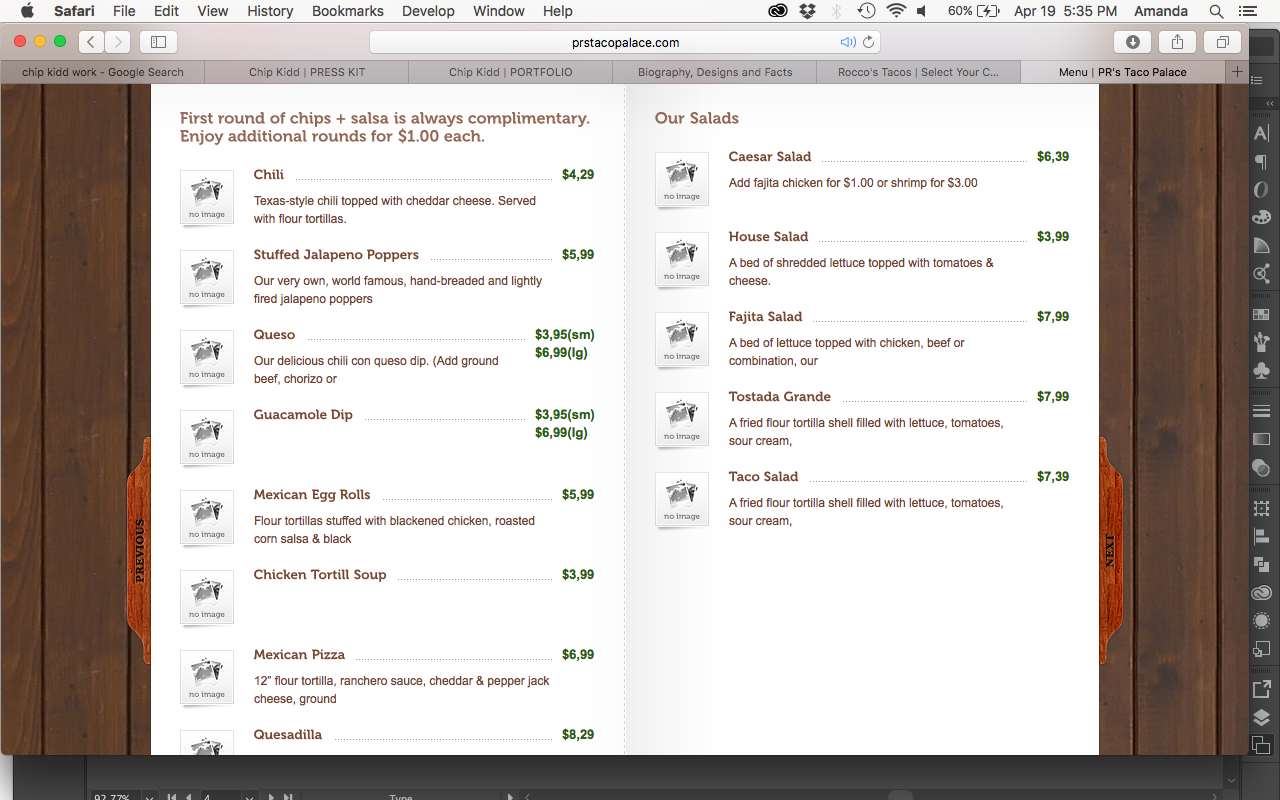 Safari File Edit View History Bookmarks Develop Window Help 60% Apr 19 5:35 PM Amanda
prstacopalace.com
chip kidd work - Google Search Chip Kidd | PRESS KIT Chip Kidd | PORTFOLIO Biography, Designs and Facts Rocco's Tacos | Select Your C... Menu | PR's Taco Palace
First round of chips + salsa is always complimentary.
Enjoy additional rounds for $1.00 each.
no image
Chili $4,29
Texas-style chili topped with cheddar cheese. Served
with flour tortillas.
no image
Stuffed Jalapeno Poppers $5,99
Our very own, world famous, hand-breaded and lightly
fired jalapeno poppers
no image
Queso $3,95(sm)
$6,99(lg)
Our delicious chili con queso dip. (Add ground
beef, chorizo or
no image
Guacamole Dip $3,95(sm)
$6,99(lg)
no image
Mexican Egg Rolls $5,99
Flour tortillas stuffed with blackened chicken, roasted
corn salsa & black
no image
Chicken Tortill Soup $3,99
no image
Mexican Pizza $6,99
12" flour tortilla, ranchero sauce, cheddar & pepper jack
cheese, ground
no image
Quesadilla $8,29
Our Salads
Caesar Salad $6,39
Add fajita chicken for $1.00 or shrimp for $3.00
no image
House Salad $3,99
A bed of shredded lettuce topped with tomatoes &
cheese.
no image
Fajita Salad $7,99
A bed of lettuce topped with chicken, beef or
combination, our
no image
Tostada Grande $7,99
A fried flour tortilla shell filled with lettuce, tomatoes,
sour cream,
no image
Taco Salad $7,39
A fried flour tortilla shell filled with lettuce, tomatoes,
sour cream,
no image
PREVIOUS
NEXT
92.77% 4 Type